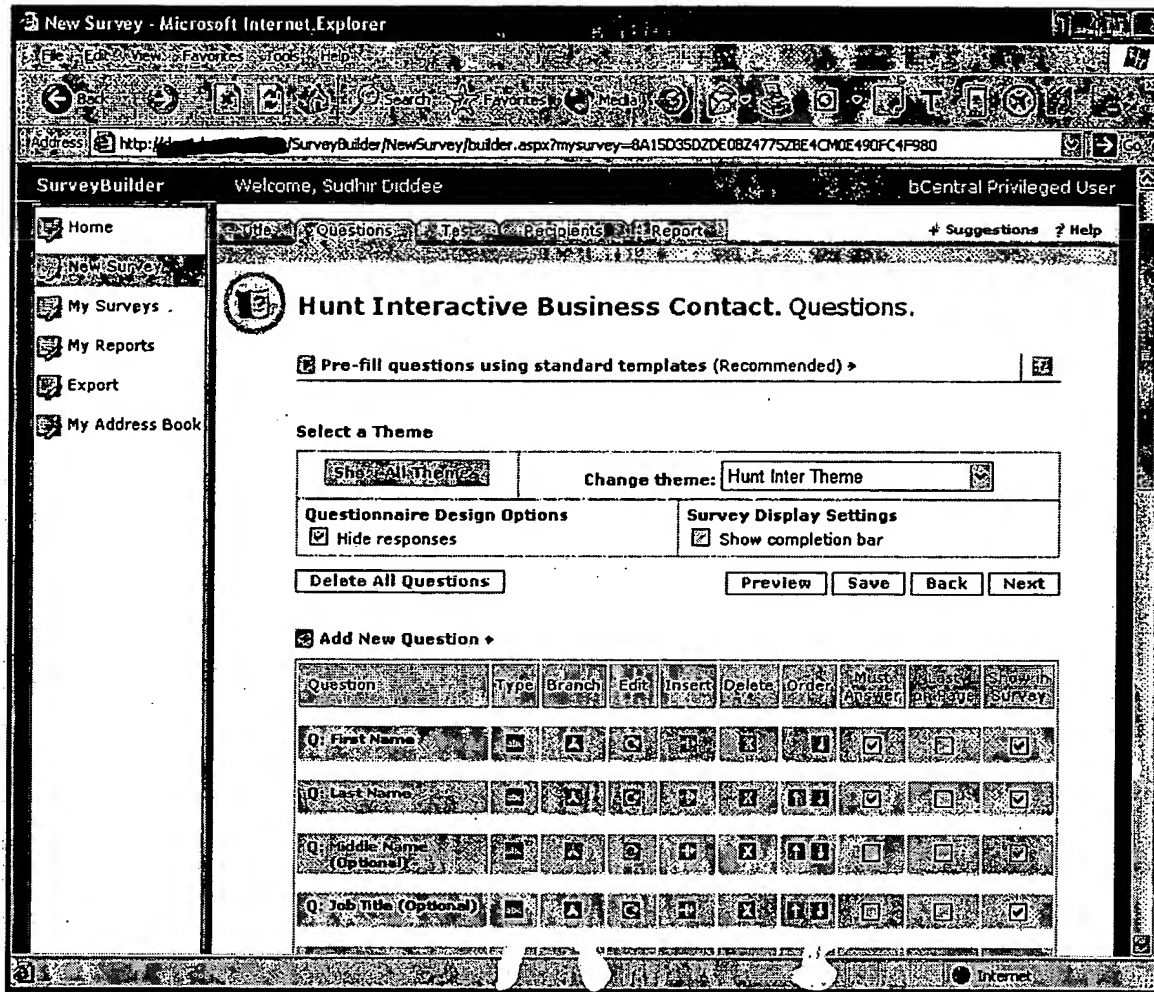 New Survey - Microsoft Internet Explorer
File Edit View Favorites Tools Help
Back Search Favorites Media
Address http:// /SurveyBuilder/NewSurvey/builder.aspx?mysurvey=8A15D35DZDE08Z4775ZBE4CM0E490FC4F980 Go
SurveyBuilder Welcome, Sudhir Diddee bCentral Privileged User
Home
New Survey
My Surveys
My Reports
Export
My Address Book
Title Questions Test Recipients Report Suggestions ? Help
Hunt Interactive Business Contact. Questions.
Pre-fill questions using standard templates (Recommended)
Select a Theme
Show All Themes Change theme: Hunt Inter Theme
Questionnaire Design Options Survey Display Settings
Hide responses Show completion bar
Delete All Questions Preview Save Back Next
Add New Question
Question Type Branch Edit Insert Delete Order Must Answer Last on Page Show in Survey
Q: First Name
Q: Last Name
Q: Middle Name (Optional)
Q: Job Title (Optional)
Internet